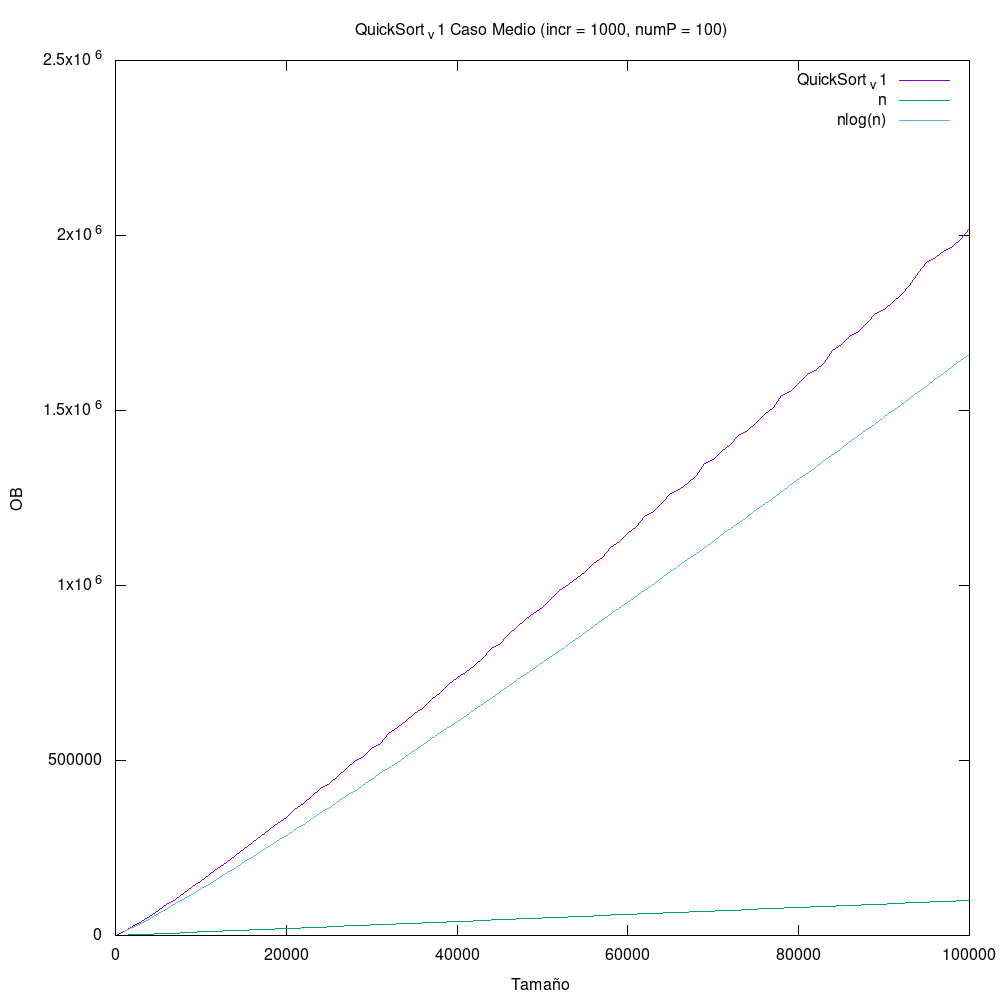 QuickSort v 1 Caso Medio (incr = 1000, numP = 100)
2.5x10 6
QuickSort v 1
n
nlog(n)
2x10 6
1.5x10 6
OB
1x10 6
500000
0
0 20000 40000 60000 80000 100000
Tamaño